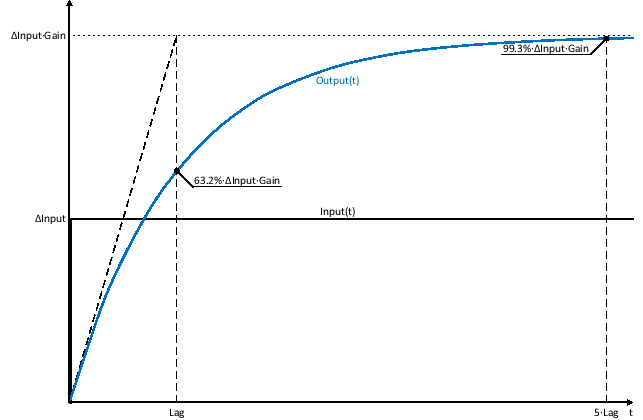 ΔInput·Gain
99.3%·ΔInput·Gain
Output(t)
63.2%·ΔInput·Gain
Input(t)
ΔInput
Lag
5·Lag
t